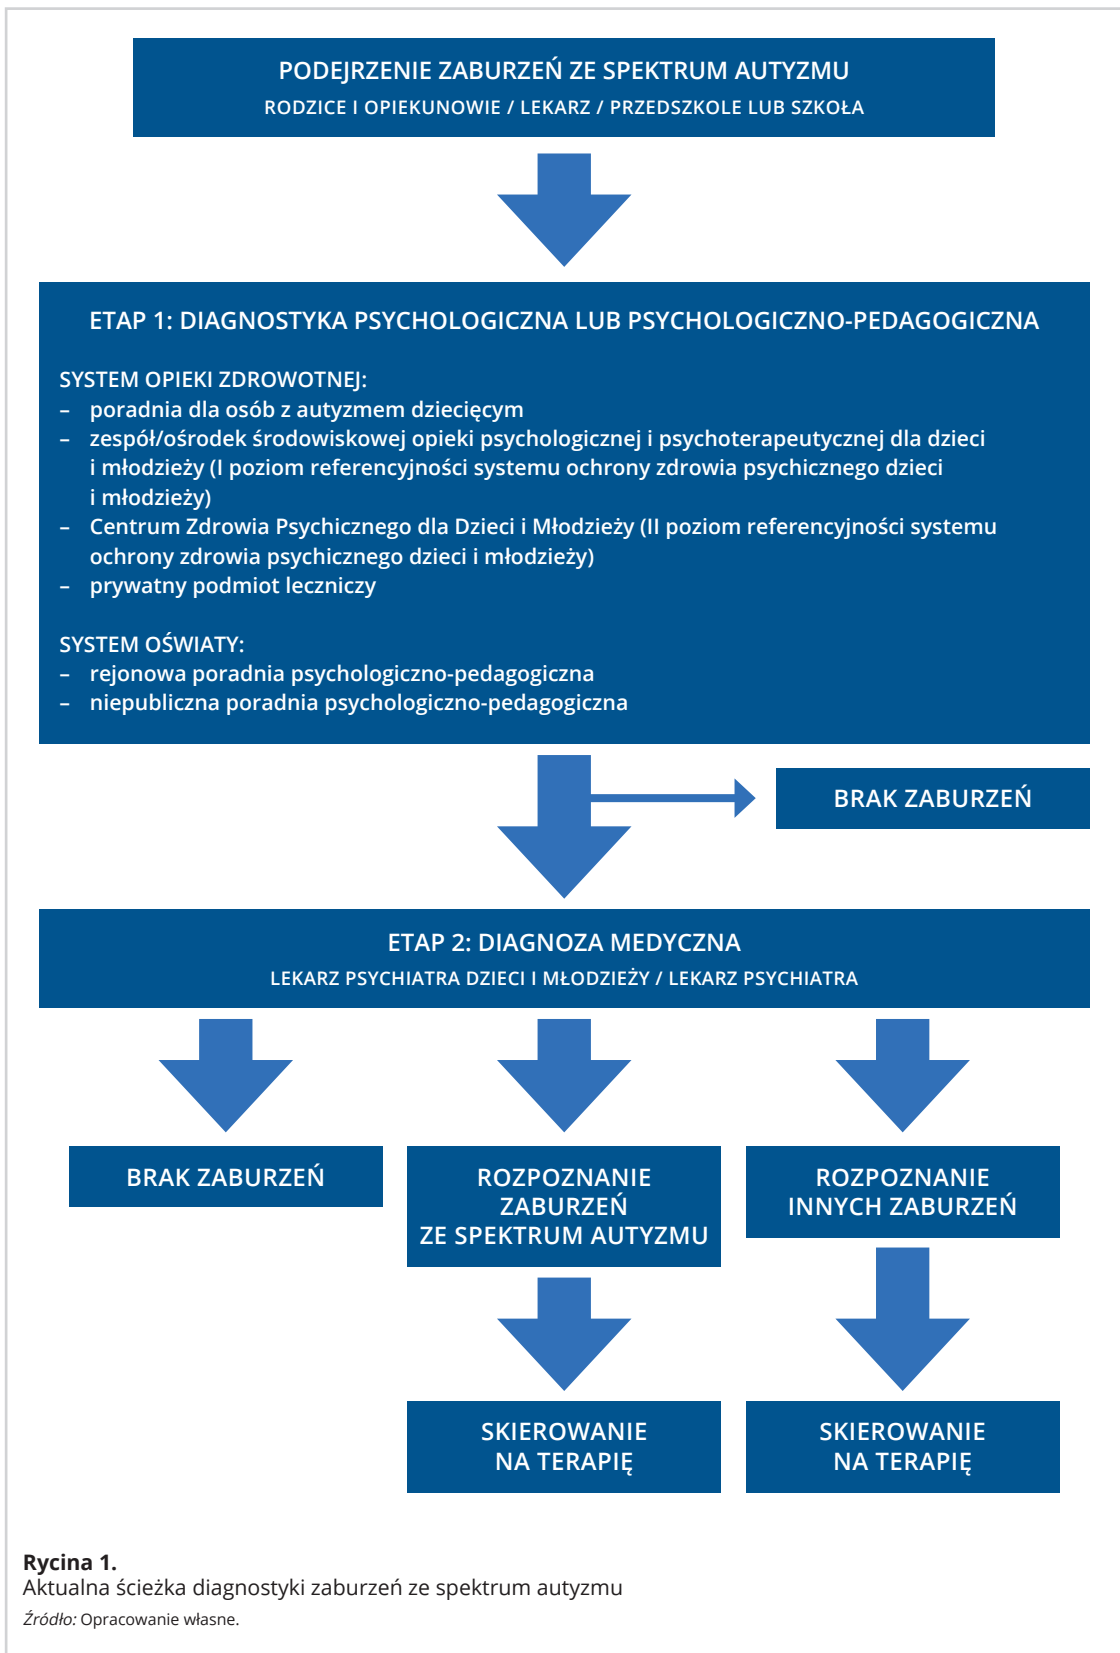 PODEJRZENIE ZABURZEŃ ZE SPEKTRUM AUTYZMU
RODZICE I OPIEKUNOWIE / LEKARZ / PRZEDSZKOLE LUB SZKOŁA
ETAP 1: DIAGNOSTYKA PSYCHOLOGICZNA LUB PSYCHOLOGICZNO-PEDAGOGICZNA
SYSTEM OPIEKI ZDROWOTNEJ:
– poradnia dla osób z autyzmem dziecięcym
– zespół/ośrodek środowiskowej opieki psychologicznej i psychoterapeutycznej dla dzieci
i młodzieży (I poziom referencyjności systemu ochrony zdrowia psychicznego dzieci
i młodzieży)
– Centrum Zdrowia Psychicznego dla Dzieci i Młodzieży (II poziom referencyjności systemu
ochrony zdrowia psychicznego dzieci i młodzieży)
– prywatny podmiot leczniczy
SYSTEM OŚWIATY:
– rejonowa poradnia psychologiczno-pedagogiczna
– niepubliczna poradnia psychologiczno-pedagogiczna
BRAK ZABURZEŃ
ETAP 2: DIAGNOZA MEDYCZNA
LEKARZ PSYCHIATRA DZIECI I MŁODZIEŻY / LEKARZ PSYCHIATRA
BRAK ZABURZEŃ
ROZPOZNANIE
ZABURZEŃ
ZE SPEKTRUM AUTYZMU
ROZPOZNANIE
INNYCH ZABURZEŃ
SKIEROWANIE
NA TERAPIĘ
SKIEROWANIE
NA TERAPIĘ
Rycina 1.
Aktualna ścieżka diagnostyki zaburzeń ze spektrum autyzmu
Źródło: Opracowanie własne.